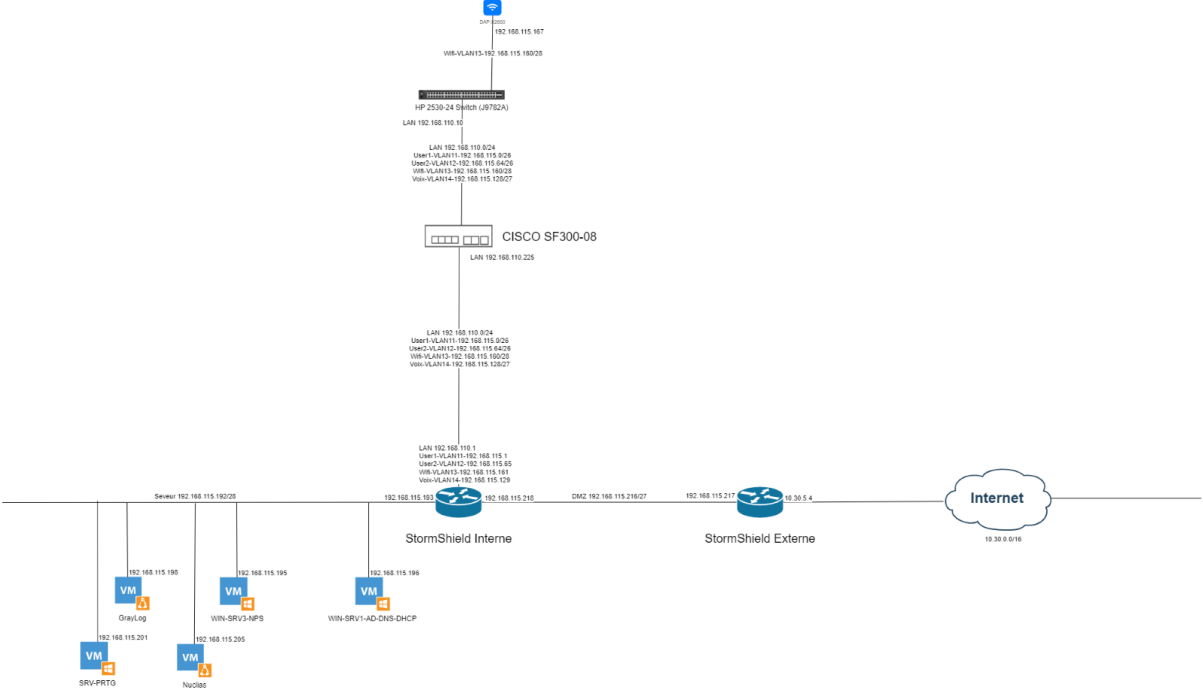 DAP
192.168.115.167
Wifi-VLAN13-192.168.115.160/28
HP 2530-24 Switch (J9782A)
LAN 192.168.110.10
LAN 192.168.110.0/24
User1-VLAN11-192.168.115.0/26
User2-VLAN12-192.168.115.64/26
Wifi-VLAN13-192.168.115.160/28
Voix-VLAN14-192.168.115.128/27
CISCO SF300-08
LAN 192.168.110.225
LAN 192.168.110.0/24
User1-VLAN11-192.168.115.0/26
User2-VLAN12-192.168.115.64/26
Wifi-VLAN13-192.168.115.160/28
Voix-VLAN14-192.168.115.128/27
LAN 192.168.110.1
User1-VLAN11-192.168.115.1
User2-VLAN12-192.168.115.65
Wifi-VLAN13-192.168.115.161
Voix-VLAN14-192.168.115.129
Seveur 192.168.115.192/28
192.168.115.193
192.168.115.218
DMZ 192.168.115.216/27
192.168.115.217
10.30.5.4
Internet
StormShield Interne
StormShield Externe
10.30.0.0/16
192.168.115.198
192.168.115.195
192.168.115.196
VM
VM
VM
GrayLog
WIN-SRV3-NPS
WIN-SRV1-AD-DNS-DHCP
192.168.115.201
192.168.115.205
VM
VM
SRV-PRTG
Nuclias